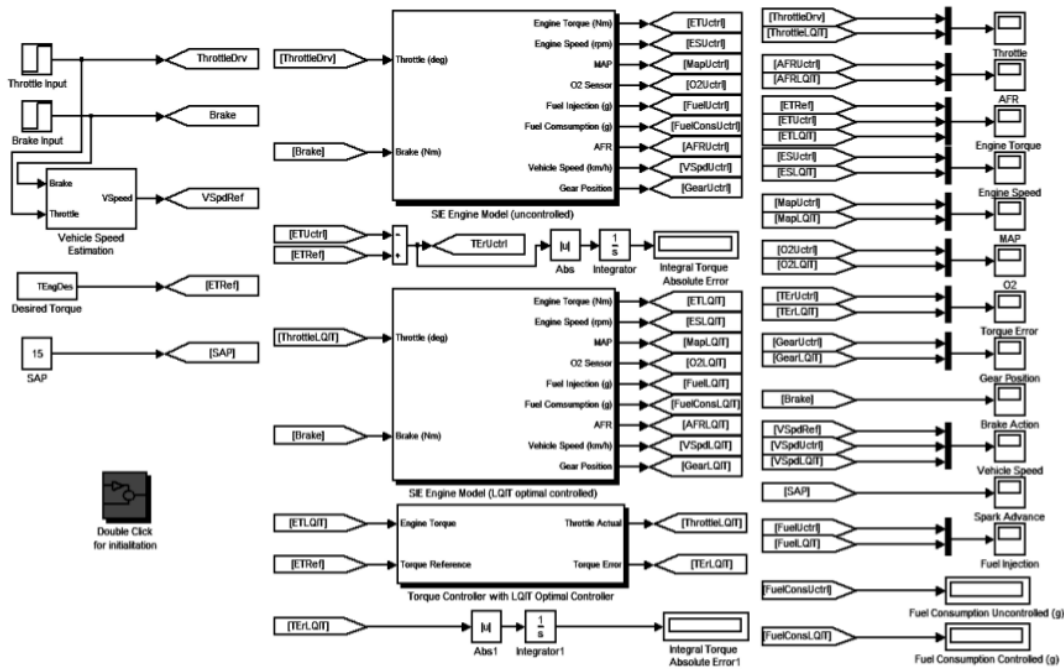 Throttle Input
Brake Input
ThrottleDrv
Brake
Brake
Throttle
VSpeed
Vehicle Speed
Estimation
VSpdRef
TEngDes
Desired Torque
[ETRef]
15
SAP
[SAP]
Double Click
for initialitation
[ThrottleDrv]
[Brake]
Throttle (deg)
Brake (Nm)
Engine Torque (Nm)
Engine Speed (rpm)
MAP
O2 Sensor
Fuel Injection (g)
Fuel Comsumption (g)
AFR
Vehicle Speed (km/h)
Gear Position
SIE Engine Model (uncontrolled)
[ETUctrl]
[ESUctrl]
[MapUctrl]
[O2Uctrl]
[FuelUctrl]
[FuelConsUctrl]
[AFRUctrl]
[VSpdUctrl]
[GearUctrl]
[ETUctrl]
[ETRef]
−
+
TErUctrl
|u|
Abs
1
s
Integrator
Integral Torque
Absolute Error
[ThrottleLQIT]
[Brake]
Throttle (deg)
Brake (Nm)
Engine Torque (Nm)
Engine Speed (rpm)
MAP
O2 Sensor
Fuel Injection (g)
Fuel Comsumption (g)
AFR
Vehicle Speed (km/h)
Gear Position
SIE Engine Model (LQIT optimal controlled)
[ETLQIT]
[ESLQIT]
[MapLQIT]
[O2LQIT]
[FuelLQIT]
[FuelConsLQIT]
[AFRLQIT]
[VSpdLQIT]
[GearLQIT]
[ETLQIT]
[ETRef]
Engine Torque
Torque Reference
Throttle Actual
Torque Error
Torque Controller with LQIT Optimal Controller
[ThrottleLQIT]
[TErLQIT]
[TErLQIT]
|u|
Abs1
1
s
Integrator1
Integral Torque
Absolute Error1
[ThrottleDrv]
[ThrottleLQIT]
Throttle
[AFRUctrl]
[AFRLQIT]
AFR
[ETRef]
[ETUctrl]
[ETLQIT]
Engine Torque
[ESUctrl]
[ESLQIT]
Engine Speed
[MapUctrl]
[MapLQIT]
MAP
[O2Uctrl]
[O2LQIT]
O2
[TErUctrl]
[TErLQIT]
Torque Error
[GearUctrl]
[GearLQIT]
Gear Position
[Brake]
Brake Action
[VSpdRef]
[VSpdUctrl]
[VSpdLQIT]
Vehicle Speed
[SAP]
Spark Advance
[FuelUctrl]
[FuelLQIT]
Fuel Injection
[FuelConsUctrl]
Fuel Consumption Uncontrolled (g)
[FuelConsLQIT]
Fuel Consumption Controlled (g)